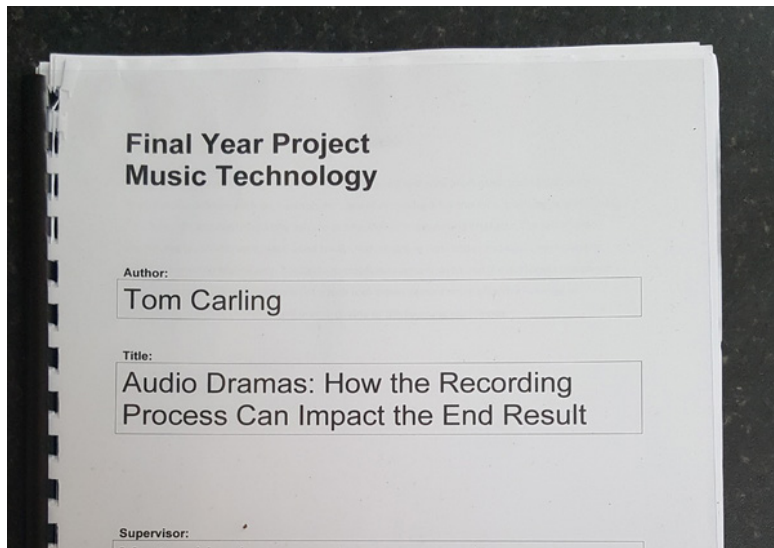 Final Year Project
Music Technology
Author:
Tom Carling
Title:
Audio Dramas: How the Recording
Process Can Impact the End Result
Supervisor: